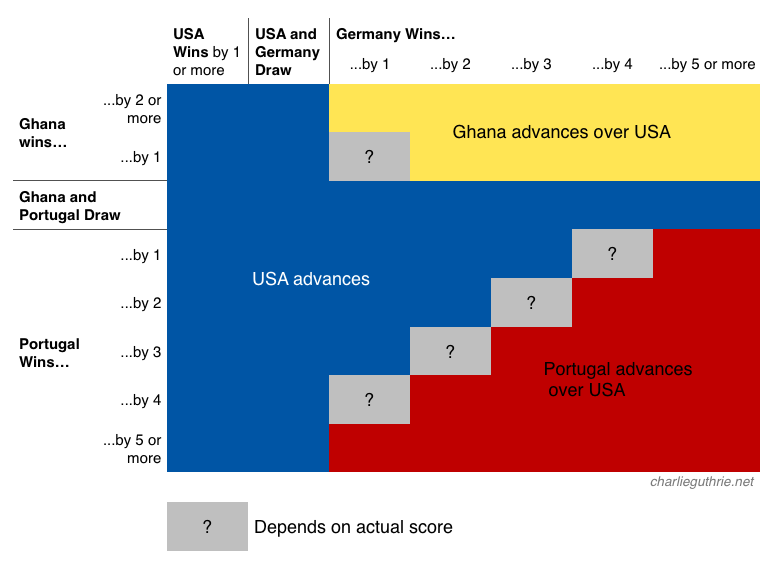 USA
Wins by 1
or more
USA and
Germany
Draw
Germany Wins...
...by 1
...by 2
...by 3
...by 4
...by 5 or more
Ghana
wins...
...by 2 or
more
...by 1
Ghana advances over USA
?
Ghana and
Portugal Draw
USA advances
Portugal
Wins...
...by 1
?
...by 2
?
...by 3
?
...by 4
?
...by 5 or
more
Portugal advances
over USA
charlieguthrie.net
? Depends on actual score